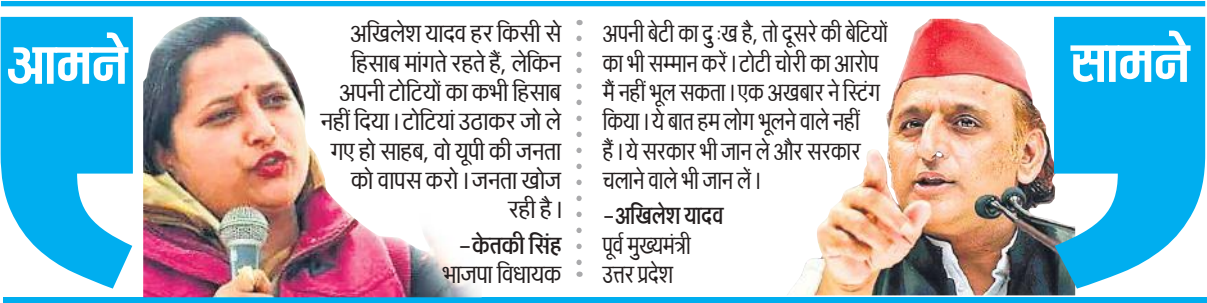 आमने
अखिलेश यादव हर किसी से
हिसाब मांगते रहते हैं, लेकिन
अपनी टोटियों का कभी हिसाब
नहीं दिया। टोटियां उठाकर जो ले
गए हो साहब, वो यूपी की जनता
को वापस करो। जनता खोज
रही है।
–केतकी सिंह
भाजपा विधायक
अपनी बेटी का दु:ख है, तो दूसरे की बेटियों
का भी सम्मान करें। टोटी चोरी का आरोप
मैं नहीं भूल सकता। एक अखबार ने स्टिंग
किया। ये बात हम लोग भूलने वाले नहीं
हैं। ये सरकार भी जान ले और सरकार
चलाने वाले भी जान लें।
–अखिलेश यादव
पूर्व मुख्यमंत्री
उत्तर प्रदेश
सामने